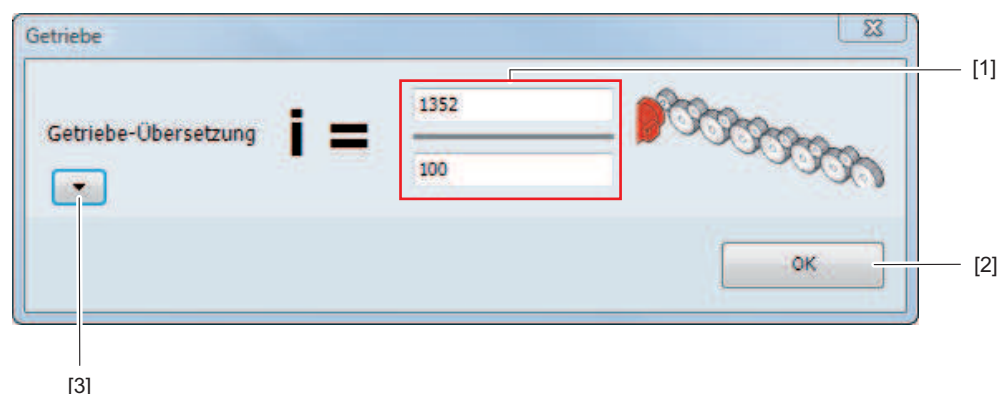 Getriebe
[1]
1352
Getriebe-Übersetzung i =
100
OK
[2]
[3]